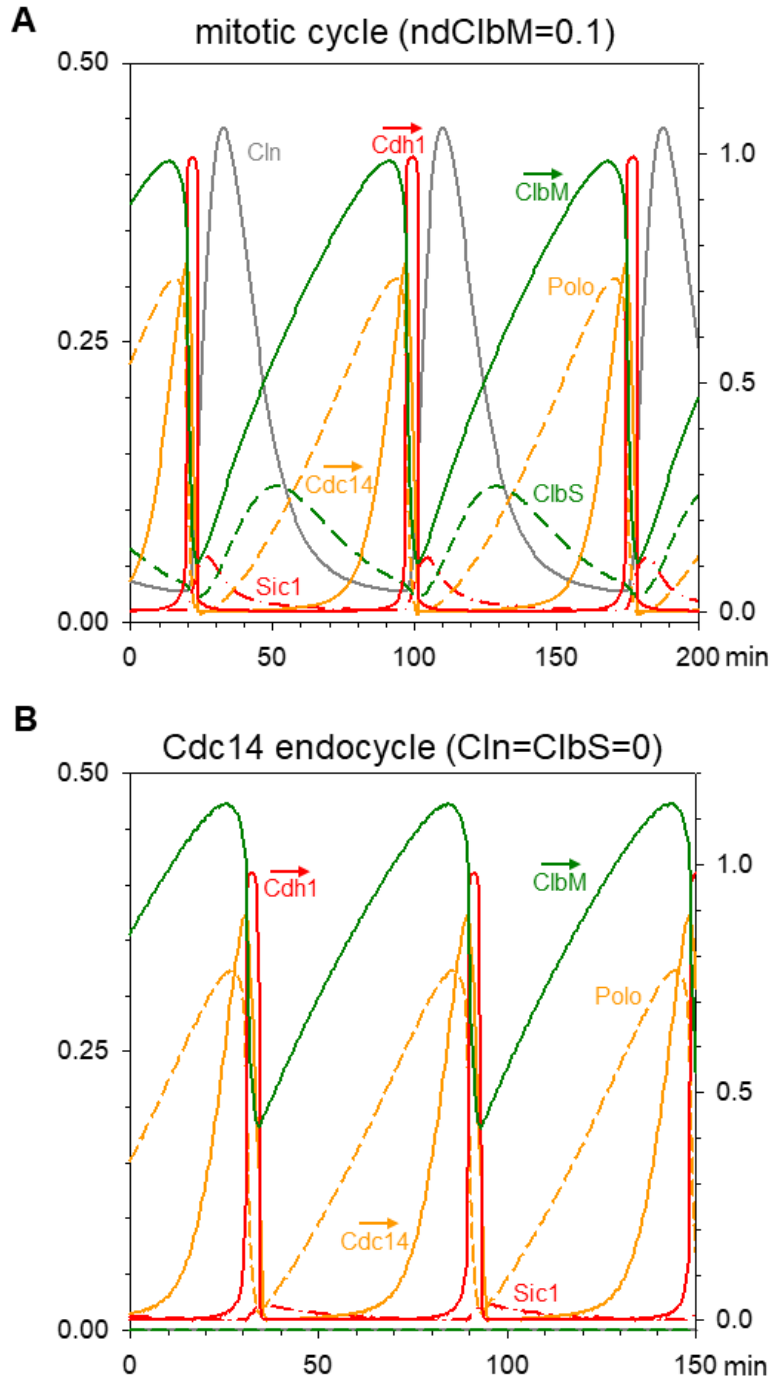 A
mitotic cycle (ndClbM=0.1)
0.50
Cln
Cdh1
1.0
ClbM
Polo
0.25
0.5
Cdc14
ClbS
Sic1
0.00
0.0
0 50 100 150 200 min
B
Cdc14 endocycle (Cln=ClbS=0)
0.50
Cdh1
ClbM
1.0
Polo
0.25
0.5
Cdc14
Sic1
0.0
0.00
0 50 100 150 min